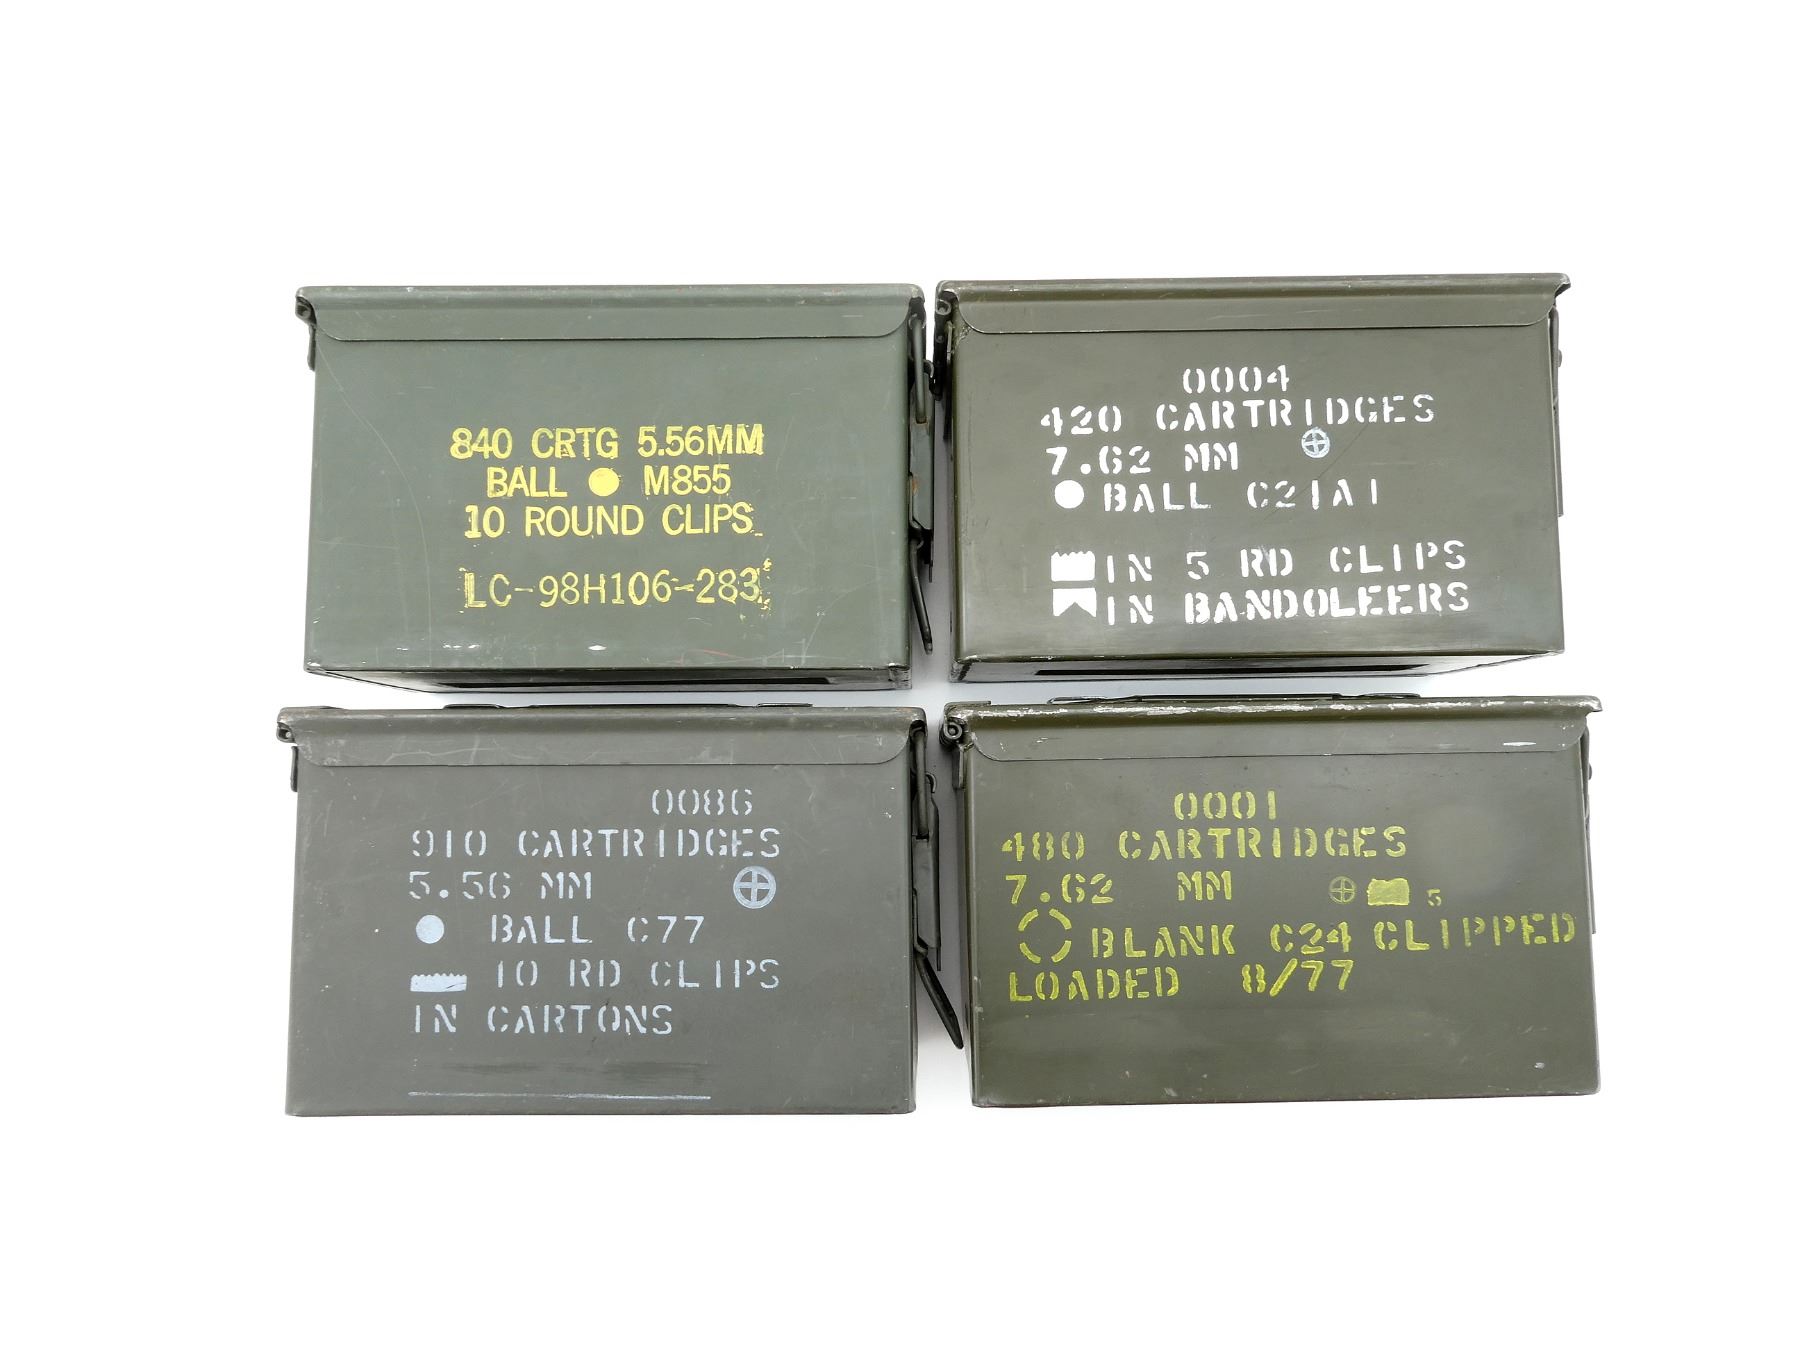 840 CRTG 5.56MM
BALL M855
10 ROUND CLIPS
LC-98H106-283
0004
420 CARTRIDGES
7.62 MM
BALL C21A1
IN 5 RD CLIPS
IN BANDOLEERS
0086
910 CARTRIDGES
5.56 MM
BALL C77
10 RD CLIPS
IN CARTONS
0001
480 CARTRIDGES
7.62 MM 5
BLANK C24 CLIPPED
LOADED 8/77